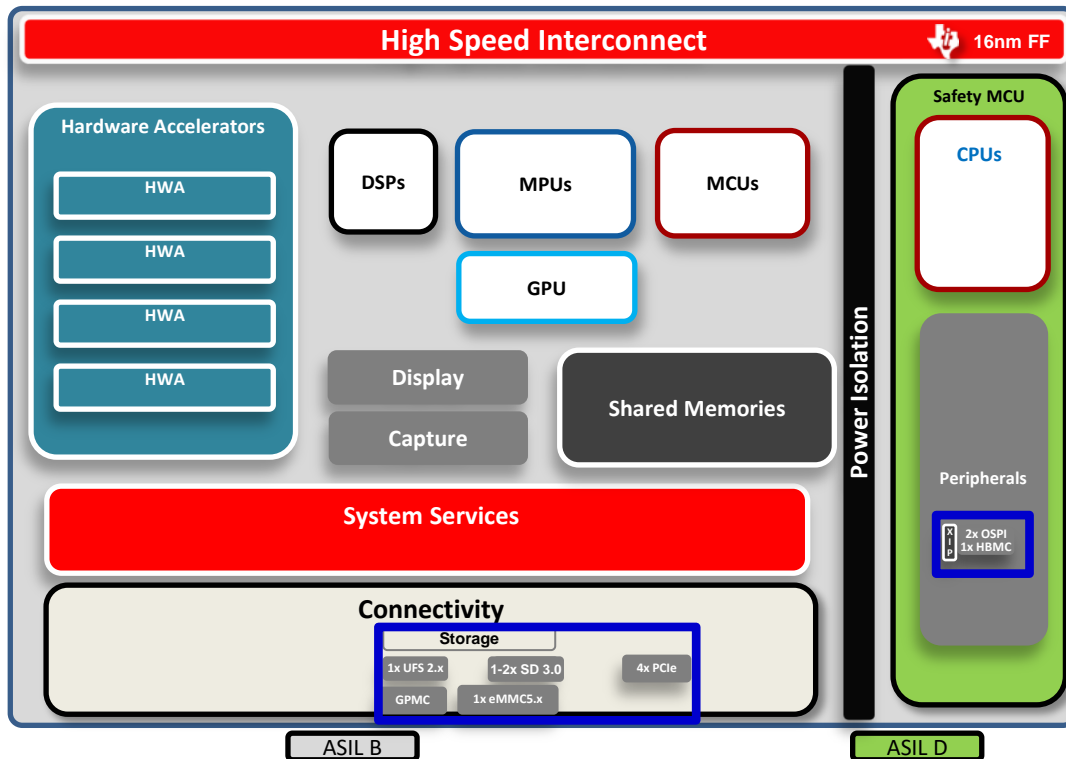 High Speed Interconnect
16nm FF
Hardware Accelerators
HWA
HWA
HWA
HWA
DSPs
MPUs
MCUs
GPU
Display
Capture
Shared Memories
System Services
Connectivity
Storage
1x UFS 2.x
1-2x SD 3.0
4x PCIe
GPMC
1x eMMC5.x
Power Isolation
Safety MCU
CPUs
Peripherals
XIP
2x OSPI
1x HBMC
ASIL B
ASIL D